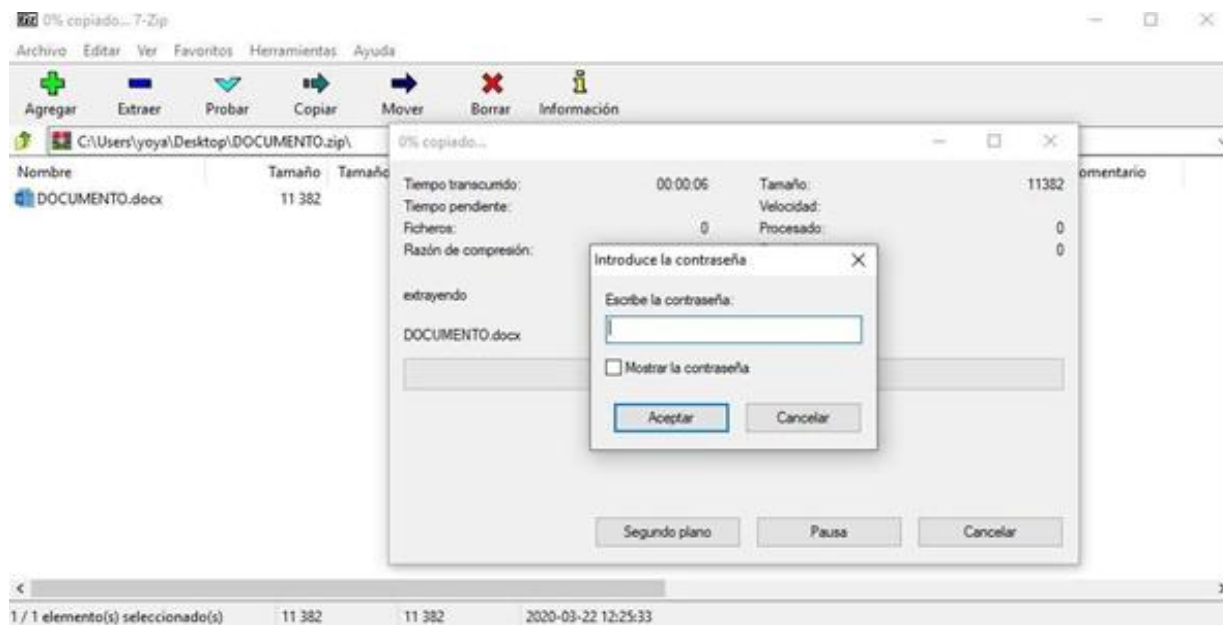 0% copiado... 7-Zip
Archivo Editar Ver Favoritos Herramientas Ayuda
Agregar Extraer Probar Copiar Mover Borrar Información
C:\Users\yoya\Desktop\DOCUMENTO.zip\
Nombre Tamaño Tamaño omentario
DOCUMENTO.docx 11 382
0% copiado...
Tiempo transcurrido: 00:00:06 Tamaño: 11382
Tiempo pendiente: Velocidad:
Ficheros: 0 Procesado: 0
Razón de compresión: 0
extrayendo
DOCUMENTO.docx
Introduce la contraseña
Escribe la contraseña:
Mostrar la contraseña
Aceptar Cancelar
Segundo plano Pausa Cancelar
1 / 1 elemento(s) seleccionado(s) 11 382 11 382 2020-03-22 12:25:33